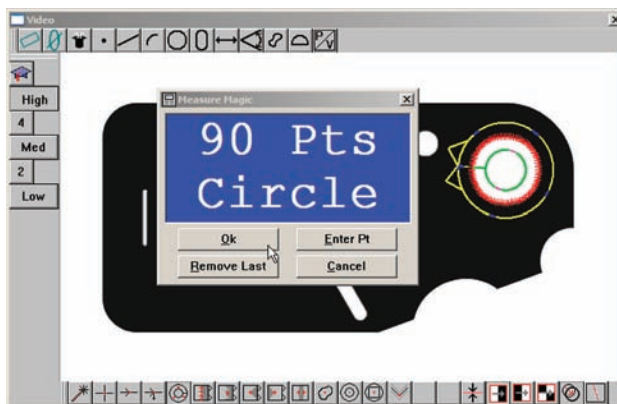 Video
P/V
High
4
Med
2
Low
Measure Magic
90 Pts
Circle
Ok
Enter Pt
Remove Last
Cancel